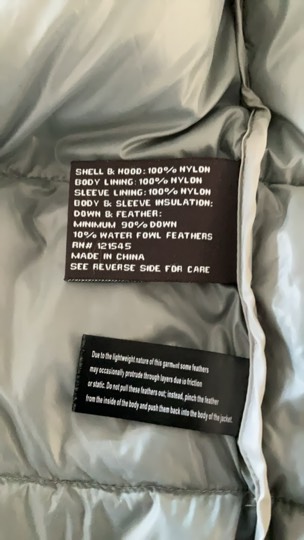 SHELL & HOOD: 100% NYLON
BODY LINING: 100% NYLON
SLEEVE LINING: 100% NYLON
BODY & SLEEVE INSULATION:
DOWN & FEATHER:
MINIMUM 90% DOWN
10% WATER FOWL FEATHERS
RN# 121545
MADE IN CHINA
SEE REVERSE SIDE FOR CARE
Due to the lightweight nature of this garment some feathers
may occasionally protrude through layers due to friction
or static. Do not pull these feathers out; instead, pinch the feather
from the inside of the body and push them back into the body of the jacket.